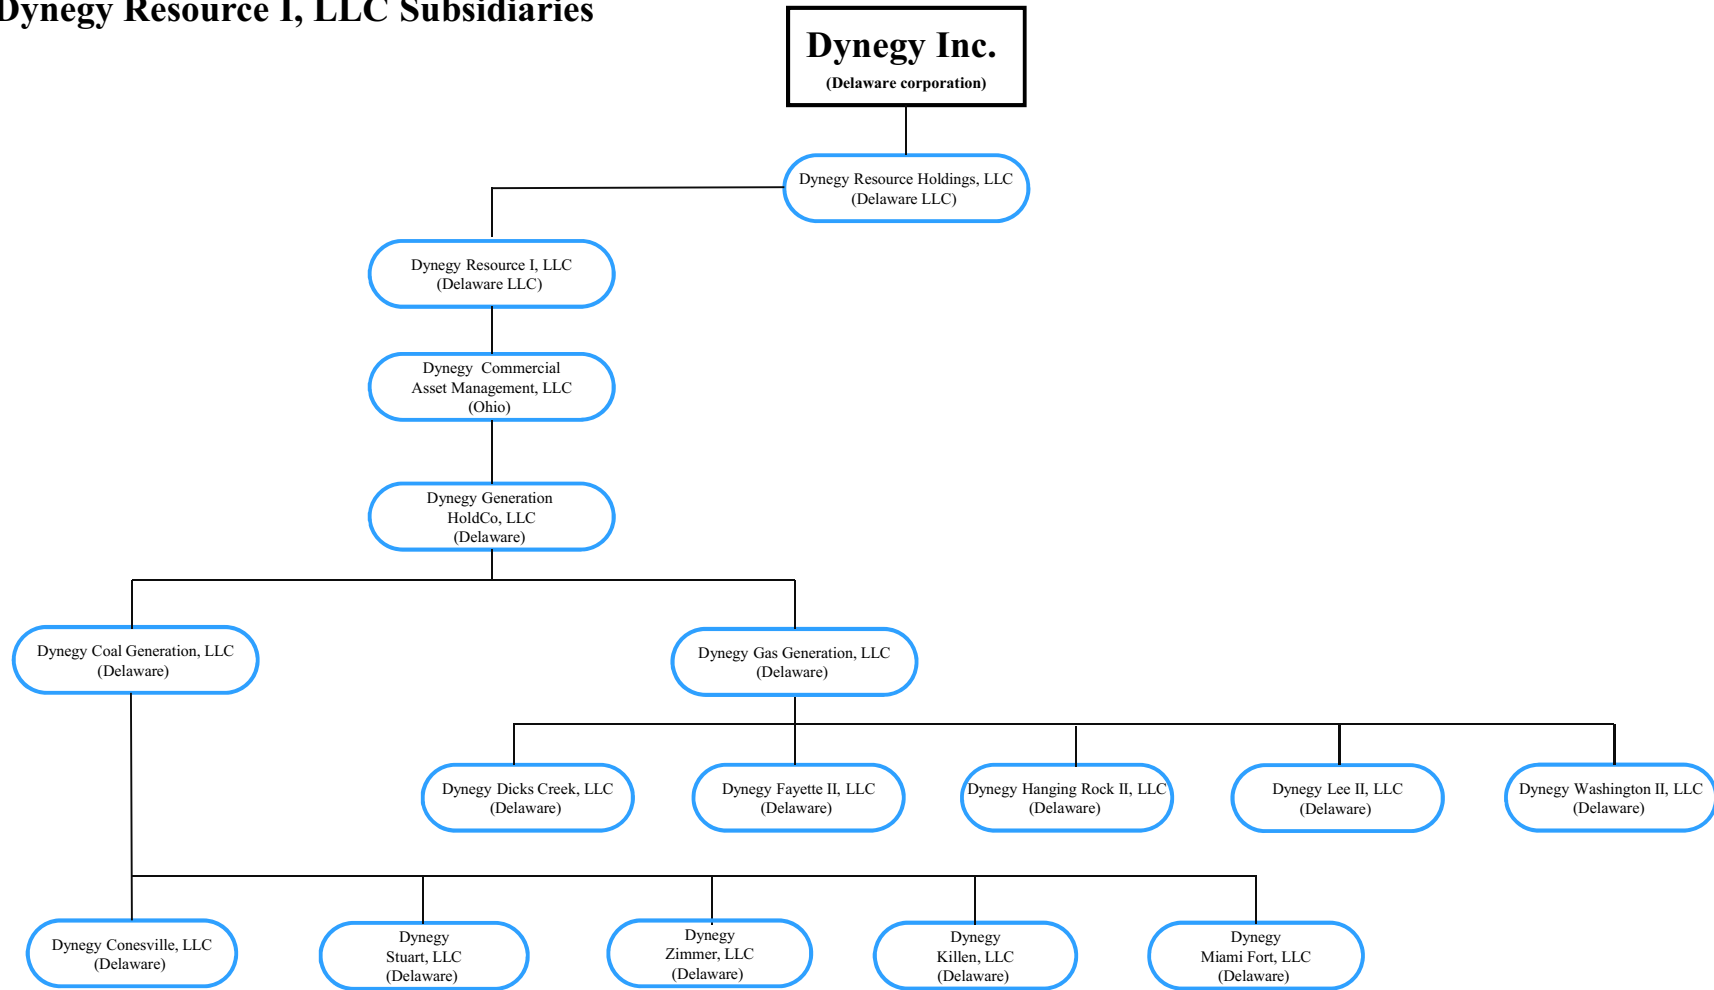 Dynegy Resource I, LLC Subsidiaries
Dynegy Inc.
(Delaware corporation)
Dynegy Resource Holdings, LLC
(Delaware LLC)
Dynegy Resource I, LLC
(Delaware LLC)
Dynegy Commercial
Asset Management, LLC
(Ohio)
Dynegy Generation
HoldCo, LLC
(Delaware)
Dynegy Coal Generation, LLC
(Delaware)
Dynegy Gas Generation, LLC
(Delaware)
Dynegy Dicks Creek, LLC
(Delaware)
Dynegy Fayette II, LLC
(Delaware)
Dynegy Hanging Rock II, LLC
(Delaware)
Dynegy Lee II, LLC
(Delaware)
Dynegy Washington II, LLC
(Delaware)
Dynegy Conesville, LLC
(Delaware)
Dynegy
Stuart, LLC
(Delaware)
Dynegy
Zimmer, LLC
(Delaware)
Dynegy
Killen, LLC
(Delaware)
Dynegy
Miami Fort, LLC
(Delaware)